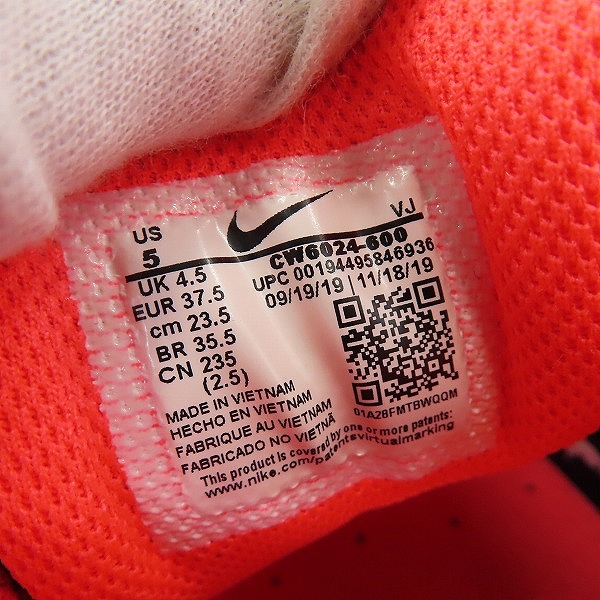 US
5
VJ
CW6024-600
UPC 00194495846936
09/19/19 | 11/18/19
UK 4.5
EUR 37.5
cm 23.5
BR 35.5
CN 235
(2.5)
01A2BFMTBWQQM
MADE IN VIETNAM
HECHO EN VIETNAM
FABRIQUE AU VIETNAM
FABRICADO NO VIETNÃ
This product is covered by one or more patents:
www.nike.com/patentsvirtualmarking